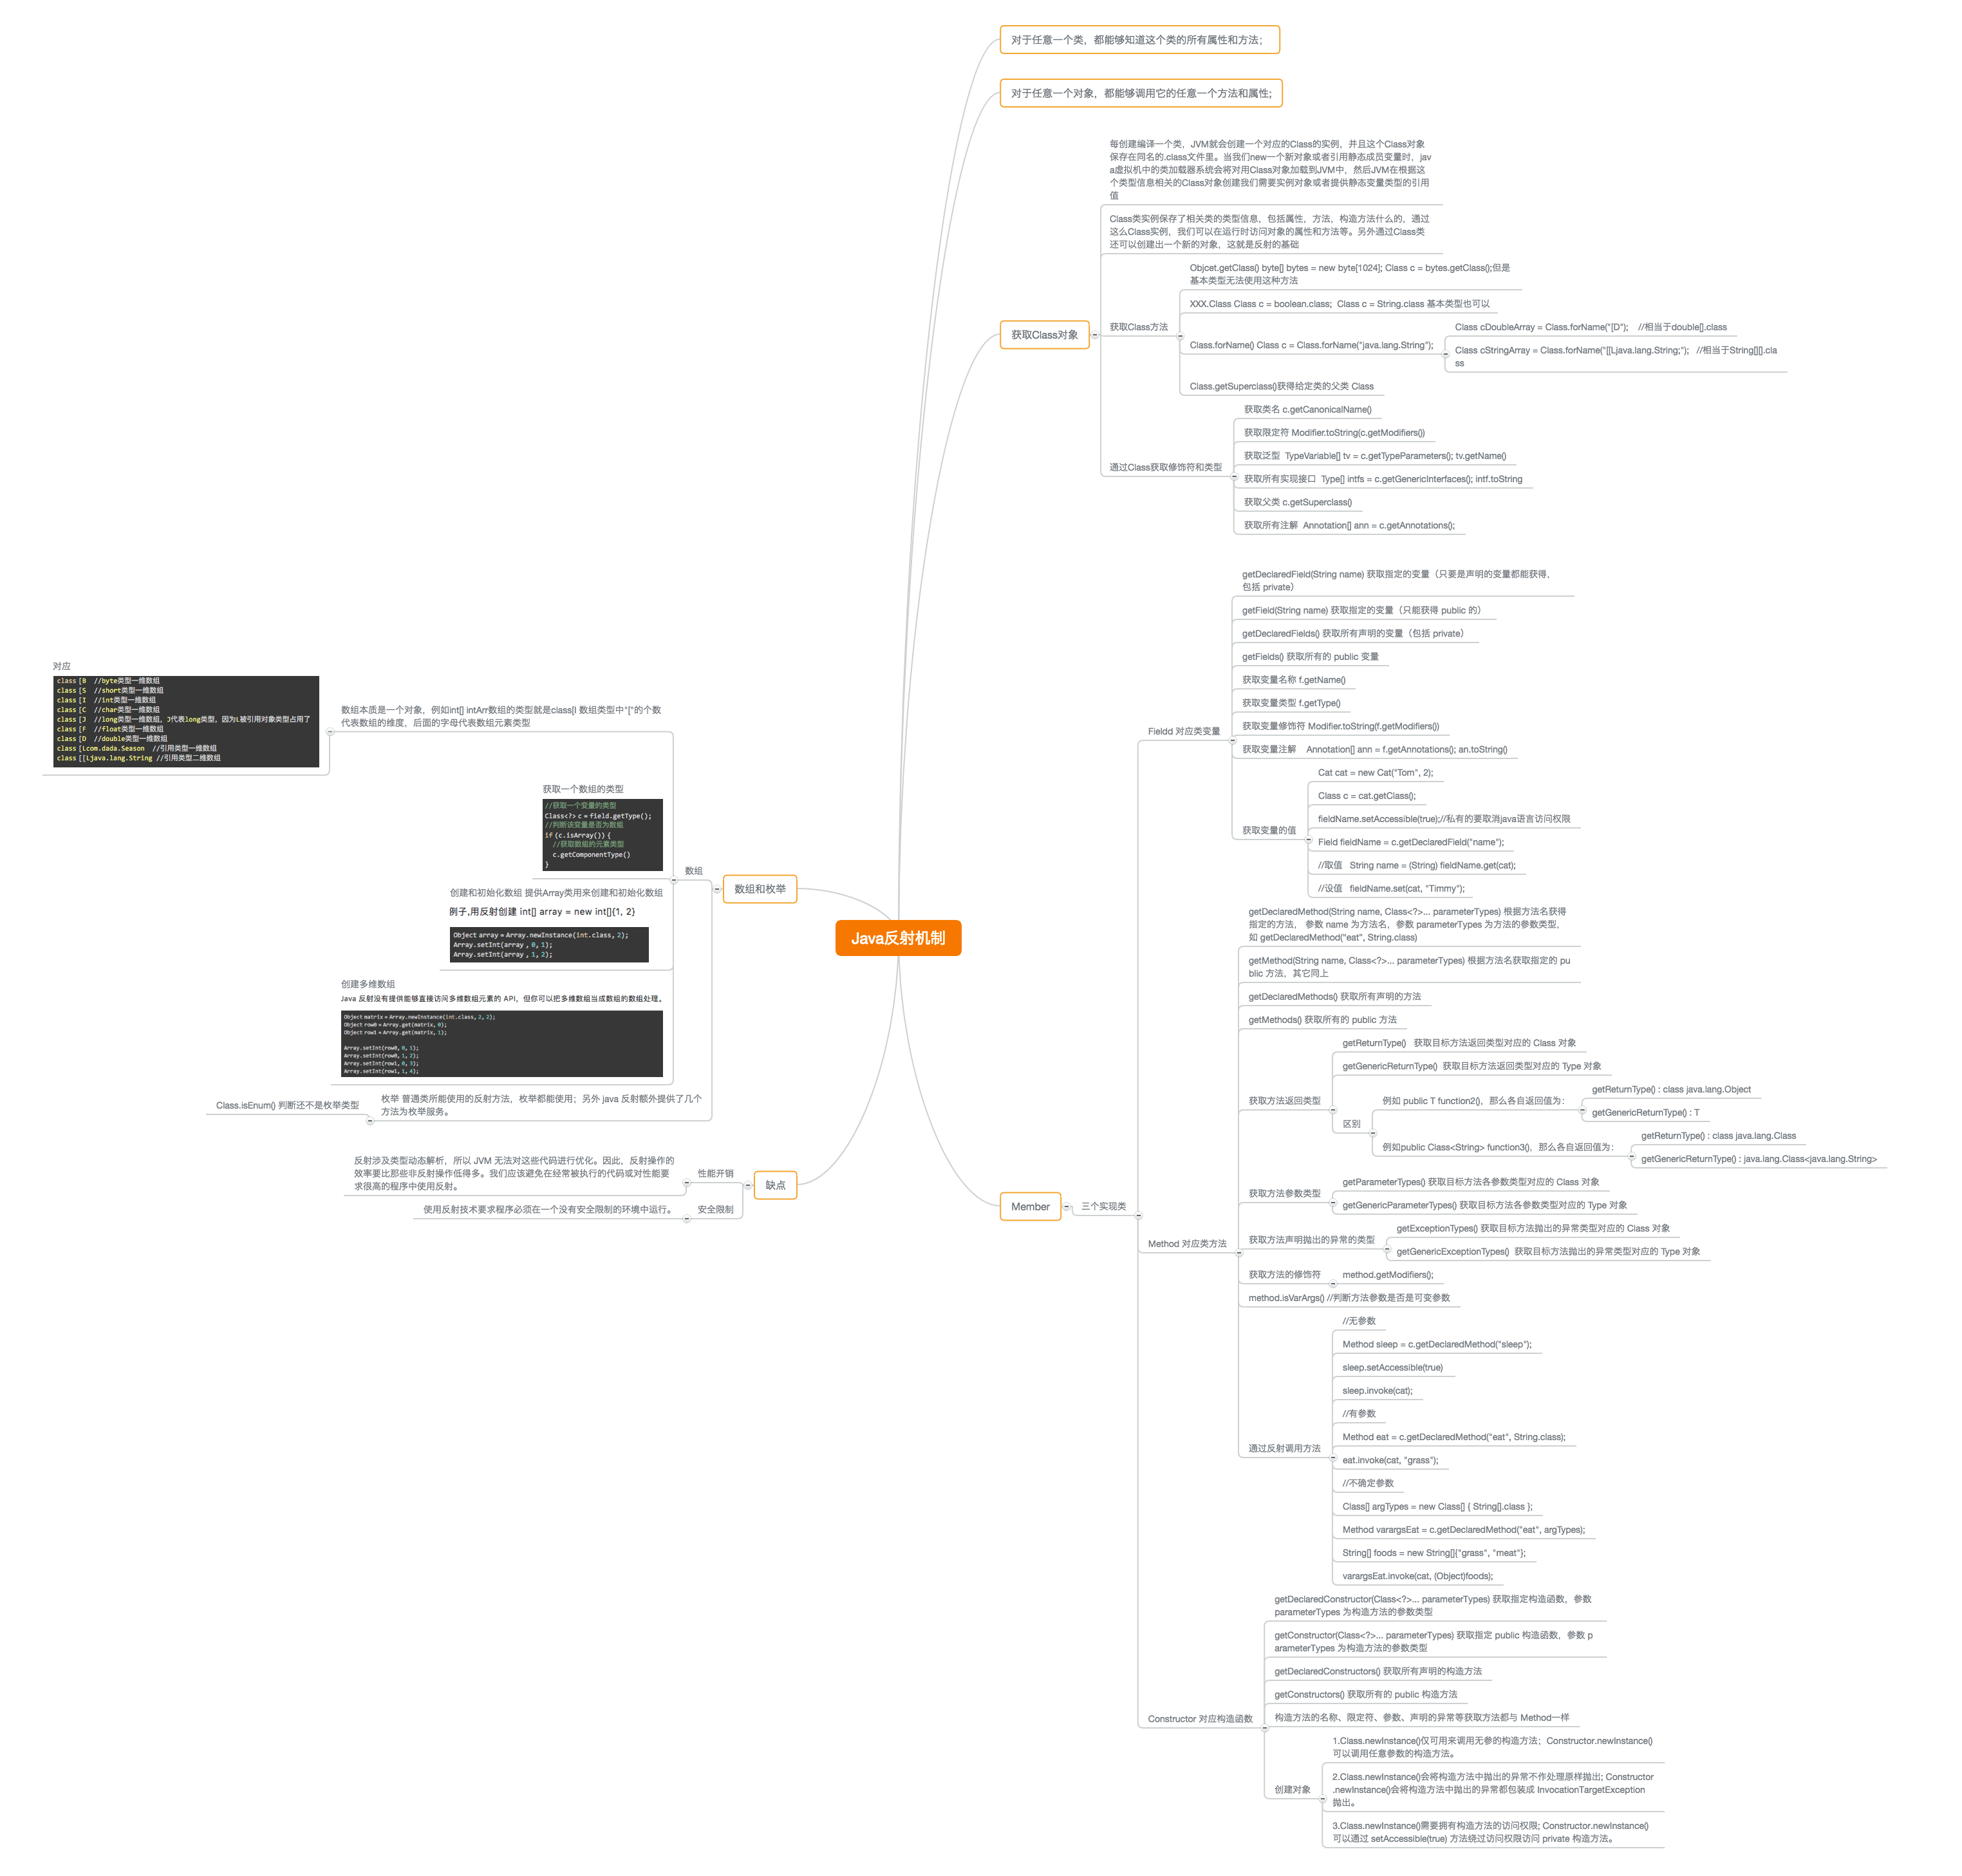 对于任意一个类，都能够知道这个类的所有属性和方法；
对于任意一个对象，都能够调用它的任意一个方法和属性;
每创建编译一个类，JVM就会创建一个对应的Class的实例，并且这个Class对象
保存在同名的.class文件里。当我们new一个新对象或者引用静态成员变量时，jav
a虚拟机中的类加载器系统会将对用Class对象加载到JVM中，然后JVM在根据这
个类型信息相关的Class对象创建我们需要实例对象或者提供静态变量类型的引用
值
Class类实例保存了相关类的类型信息，包括属性，方法，构造方法什么的，通过
这么Class实例，我们可以在运行时访问对象的属性和方法等。另外通过Class类
还可以创建出一个新的对象，这就是反射的基础
获取Class对象
获取Class方法
Objcet.getClass() byte[] bytes = new byte[1024]; Class c = bytes.getClass();但是
基本类型无法使用这种方法
XXX.Class Class c = boolean.class;  Class c = String.class 基本类型也可以
Class.forName() Class c = Class.forName("java.lang.String");
Class cDoubleArray = Class.forName("[D");    //相当于double[].class
Class cStringArray = Class.forName("[[Ljava.lang.String;");   //相当于String[][].cla
ss
Class.getSuperclass()获得给定类的父类 Class
通过Class获取修饰符和类型
获取类名 c.getCanonicalName()
获取限定符 Modifier.toString(c.getModifiers())
获取泛型  TypeVariable[] tv = c.getTypeParameters(); tv.getName()
获取所有实现接口  Type[] intfs = c.getGenericInterfaces(); intf.toString
获取父类 c.getSuperclass()
获取所有注解  Annotation[] ann = c.getAnnotations();
Java反射机制
Member
三个实现类
Fieldd 对应类变量
getDeclaredField(String name) 获取指定的变量（只要是声明的变量都能获得，
包括 private）
getField(String name) 获取指定的变量（只能获得 public 的）
getDeclaredFields() 获取所有声明的变量（包括 private）
getFields() 获取所有的 public 变量
获取变量名称 f.getName()
获取变量类型 f.getType()
获取变量修饰符 Modifier.toString(f.getModifiers())
获取变量注解    Annotation[] ann = f.getAnnotations(); an.toString()
获取变量的值
Cat cat = new Cat("Tom", 2);
Class c = cat.getClass();
fieldName.setAccessible(true);//私有的要取消java语言访问权限
Field fieldName = c.getDeclaredField("name");
//取值   String name = (String) fieldName.get(cat);
//设值   fieldName.set(cat, "Timmy");
Method 对应类方法
getDeclaredMethod(String name, Class<?>... parameterTypes) 根据方法名获得
指定的方法， 参数 name 为方法名，参数 parameterTypes 为方法的参数类型，
如 getDeclaredMethod("eat", String.class)
getMethod(String name, Class<?>... parameterTypes) 根据方法名获取指定的 pu
blic 方法，其它同上
getDeclaredMethods() 获取所有声明的方法
getMethods() 获取所有的 public 方法
获取方法返回类型
getReturnType()   获取目标方法返回类型对应的 Class 对象
getGenericReturnType()  获取目标方法返回类型对应的 Type 对象
区别
例如 public T function2()，那么各自返回值为：
getReturnType() : class java.lang.Object
getGenericReturnType() : T
例如public Class<String> function3()，那么各自返回值为：
getReturnType() : class java.lang.Class
getGenericReturnType() : java.lang.Class<java.lang.String>
获取方法参数类型
getParameterTypes() 获取目标方法各参数类型对应的 Class 对象
getGenericParameterTypes() 获取目标方法各参数类型对应的 Type 对象
获取方法声明抛出的异常的类型
getExceptionTypes() 获取目标方法抛出的异常类型对应的 Class 对象
getGenericExceptionTypes()  获取目标方法抛出的异常类型对应的 Type 对象
获取方法的修饰符
method.getModifiers();
method.isVarArgs() //判断方法参数是否是可变参数
通过反射调用方法
//无参数
Method sleep = c.getDeclaredMethod("sleep");
sleep.setAccessible(true)
sleep.invoke(cat);
//有参数
Method eat = c.getDeclaredMethod("eat", String.class);
eat.invoke(cat, "grass");
//不确定参数
Class[] argTypes = new Class[] { String[].class };
Method varargsEat = c.getDeclaredMethod("eat", argTypes);
String[] foods = new String[]{"grass", "meat"};
varargsEat.invoke(cat, (Object)foods);
Constructor 对应构造函数
getDeclaredConstructor(Class<?>... parameterTypes) 获取指定构造函数，参数
parameterTypes 为构造方法的参数类型
getConstructor(Class<?>... parameterTypes) 获取指定 public 构造函数，参数 p
arameterTypes 为构造方法的参数类型
getDeclaredConstructors() 获取所有声明的构造方法
getConstructors() 获取所有的 public 构造方法
构造方法的名称、限定符、参数、声明的异常等获取方法都与 Method一样
创建对象
1.Class.newInstance()仅可用来调用无参的构造方法；Constructor.newInstance()
可以调用任意参数的构造方法。
2.Class.newInstance()会将构造方法中抛出的异常不作处理原样抛出; Constructor
.newInstance()会将构造方法中抛出的异常都包装成 InvocationTargetException
抛出。
3.Class.newInstance()需要拥有构造方法的访问权限; Constructor.newInstance()
可以通过 setAccessible(true) 方法绕过访问权限访问 private 构造方法。
数组和枚举
数组
数组本质是一个对象，例如int[] intArr数组的类型就是class[I 数组类型中"["的个数
代表数组的维度，后面的字母代表数组元素类型
对应
class [B  //byte类型一维数组
class [S  //short类型一维数组
class [I  //int类型一维数组
class [C  //char类型一维数组
class [J  //long类型一维数组，J代表long类型，因为L被引用对象类型占用了
class [F  //float类型一维数组
class [D  //double类型一维数组
class [Lcom.dada.Season  //引用类型一维数组
class [[Ljava.lang.String //引用类型二维数组
获取一个数组的类型
//获取一个变量的类型
Class<?> c = field.getType();
//判断该变量是否为数组
if (c.isArray()) {
//获取数组的元素类型
c.getComponentType()
}
创建和初始化数组 提供Array类用来创建和初始化数组
例子,用反射创建 int[] array = new int[]{1, 2}
Object array = Array.newInstance(int.class, 2);
Array.setInt(array , 0, 1);
Array.setInt(array , 1, 2);
创建多维数组
Java 反射没有提供能够直接访问多维数组元素的 API，但你可以把多维数组当成数组的数组处理。
Object matrix = Array.newInstance(int.class, 2, 2);
Object row0 = Array.get(matrix, 0);
Object row1 = Array.get(matrix, 1);
Array.setInt(row0, 0, 1);
Array.setInt(row0, 1, 2);
Array.setInt(row1, 0, 3);
Array.setInt(row1, 1, 4);
枚举 普通类所能使用的反射方法，枚举都能使用；另外 java 反射额外提供了几个
方法为枚举服务。
Class.isEnum() 判断还不是枚举类型
缺点
性能开销
反射涉及类型动态解析，所以 JVM 无法对这些代码进行优化。因此，反射操作的
效率要比那些非反射操作低得多。我们应该避免在经常被执行的代码或对性能要
求很高的程序中使用反射。
安全限制
使用反射技术要求程序必须在一个没有安全限制的环境中运行。